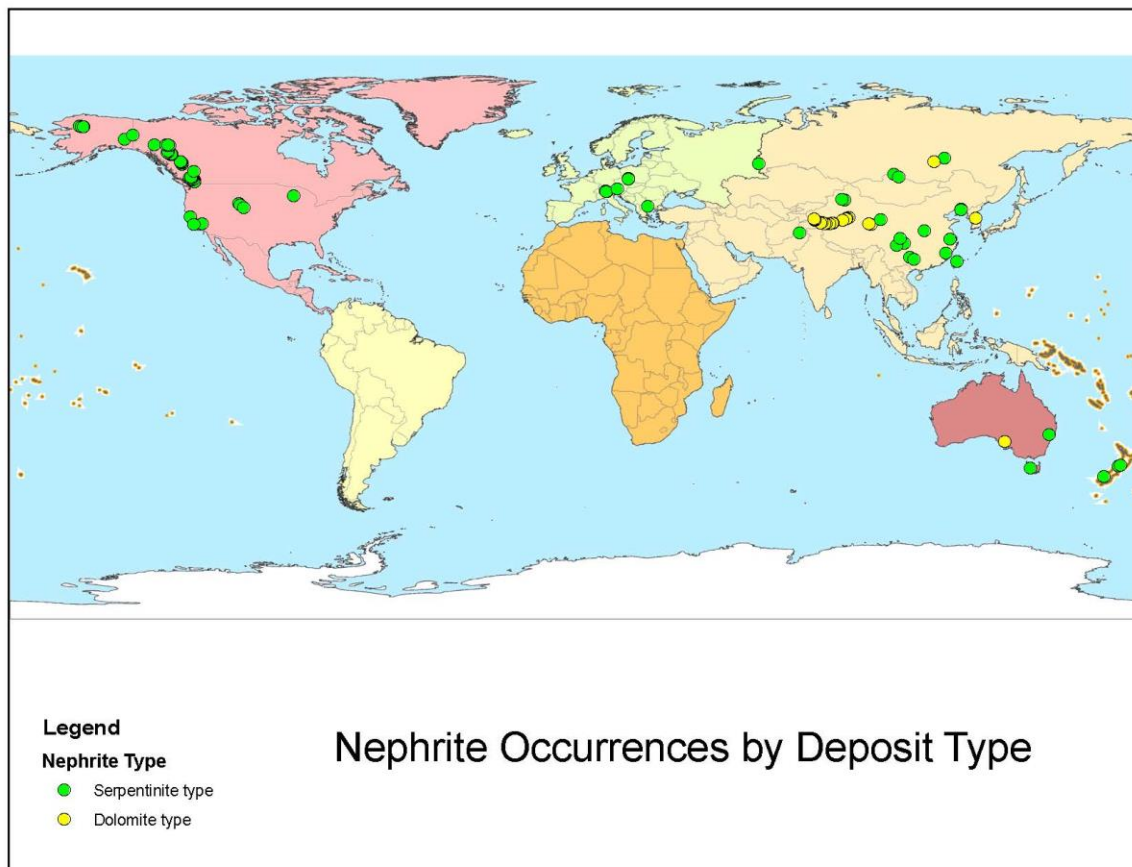 Legend
Nephrite Type
Serpentinite type
Dolomite type
Nephrite Occurrences by Deposit Type